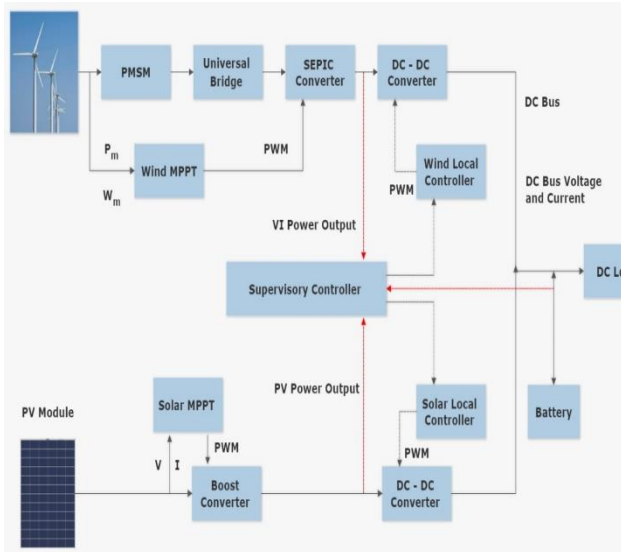 PMSM
Universal
Bridge
SEPIC
Converter
DC - DC
Converter
DC Bus
Pm
Wm
Wind MPPT
PWM
PWM
Wind Local
Controller
DC Bus Voltage
and Current
VI Power Output
Supervisory Controller
DC Lo
PV Power Output
PV Module
Solar MPPT
Solar Local
Controller
Battery
V I
PWM
PWM
Boost
Converter
DC - DC
Converter